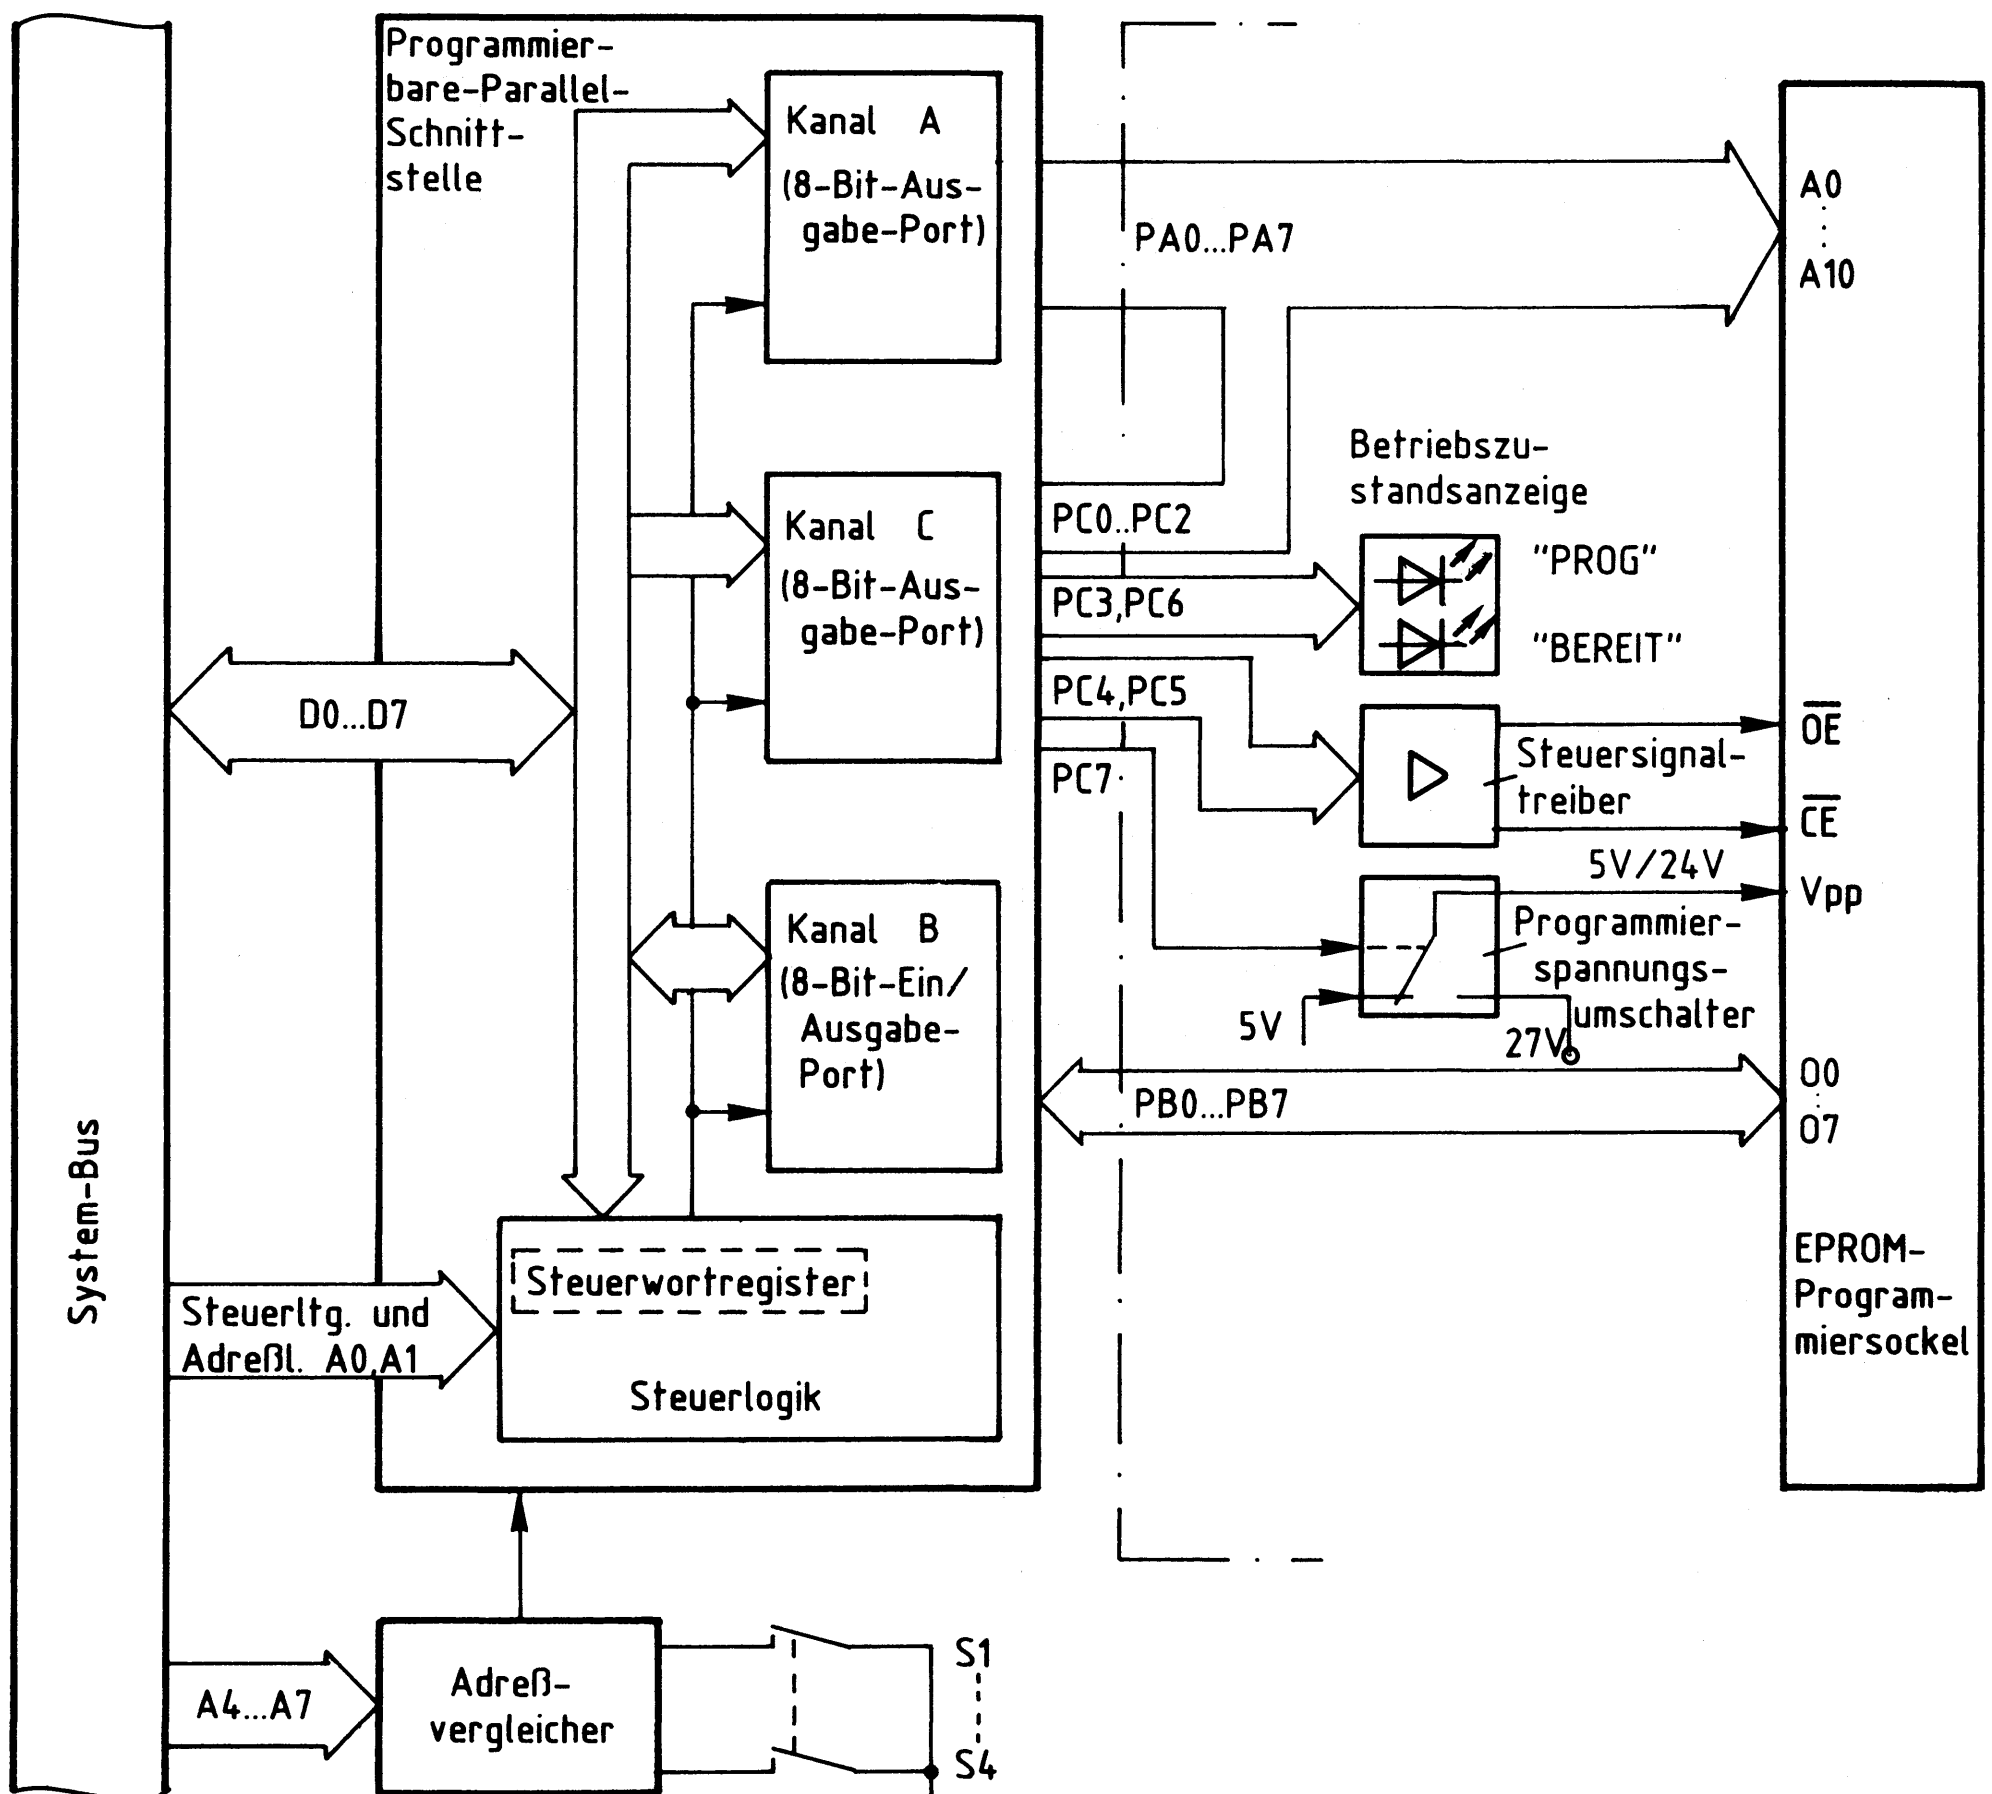 Programmier-
bare-Parallel-
Schnitt-
stelle
Kanal A
(8-Bit-Aus-
gabe-Port)
PA0...PA7
A0
⋮
A10
Kanal C
(8-Bit-Aus-
gabe-Port)
PC0..PC2
PC3,PC6
PC4,PC5
PC7
Betriebszu-
standsanzeige
"PROG"
"BEREIT"
D0...D7
Steuersignal-
treiber
O̅E̅
C̅E̅
5V/24V
Vpp
Programmier-
spannungs-
umschalter
5V
27V
Kanal B
(8-Bit-Ein/
Ausgabe-
Port)
PB0...PB7
O0
⋮
O7
System-Bus
Steuerwortregister
Steuerlogik
Steuerltg. und
Adreßl. A0,A1
EPROM-
Program-
miersockel
A4...A7
Adreß-
vergleicher
S1
S4